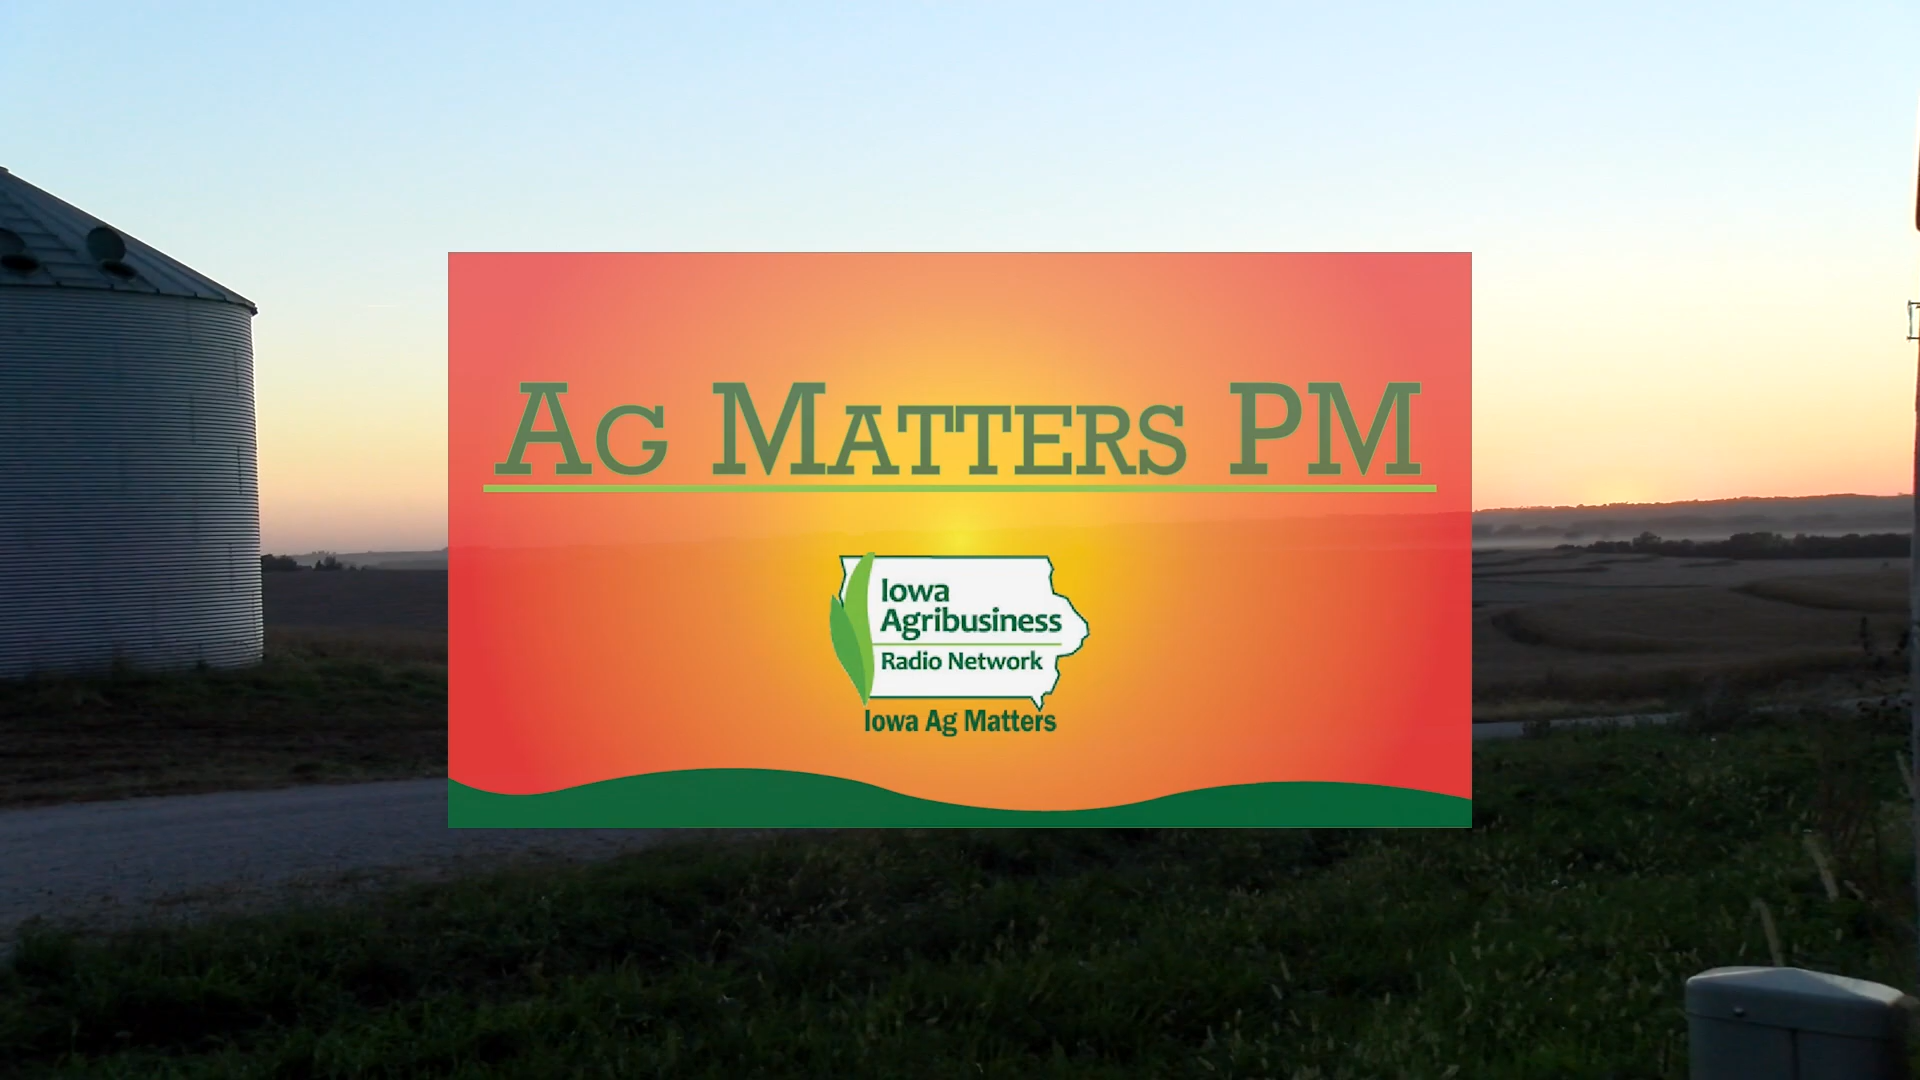 Ag Matters PM
Iowa
Agribusiness
Radio Network
Iowa Ag Matters